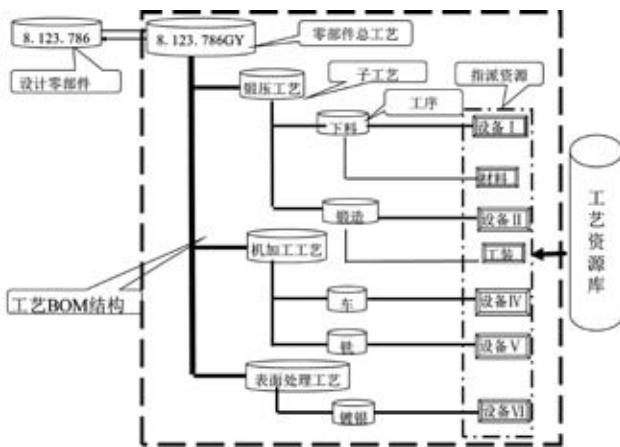 8.123.786
8.123.786GY
零部件总工艺
设计零部件
锻压工艺
子工艺
指派资源
下料
工序
设备Ⅰ
材料
锻造
设备Ⅱ
机加工工艺
工装
工艺资源库
工艺BOM结构
车
设备Ⅳ
铣
设备Ⅴ
表面处理工艺
镀银
设备Ⅵ